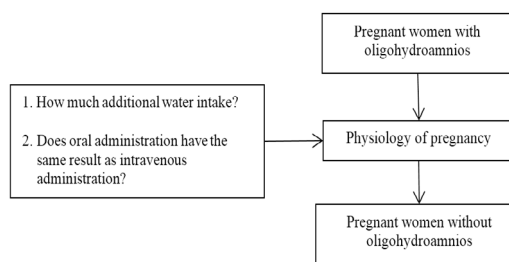 Pregnant women with
oligohydroamnios
1. How much additional water intake?
2. Does oral administration have the
same result as intravenous
administration?
Physiology of pregnancy
Pregnant women without
oligohydroamnios